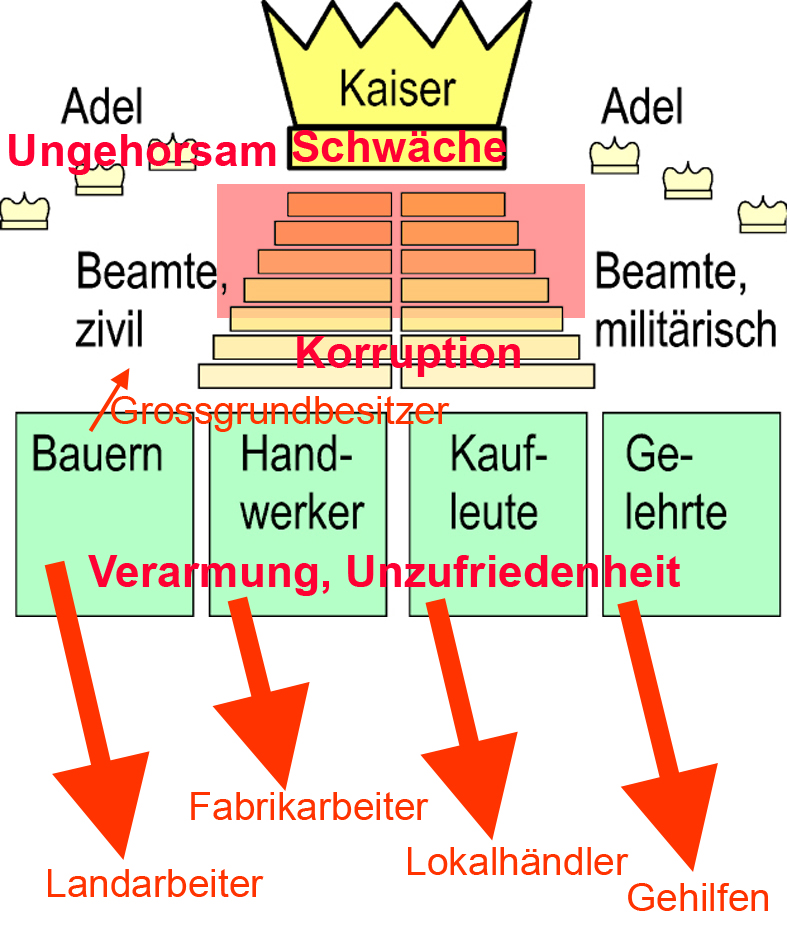 Kaiser
Adel
Adel
Ungehorsam
Schwäche
Beamte,
zivil
Beamte,
militärisch
Korruption
Grossgrundbesitzer
Bauern
Hand-
werker
Kauf-
leute
Ge-
lehrte
Verarmung, Unzufriedenheit
Fabrikarbeiter
Lokalhändler
Landarbeiter
Gehilfen